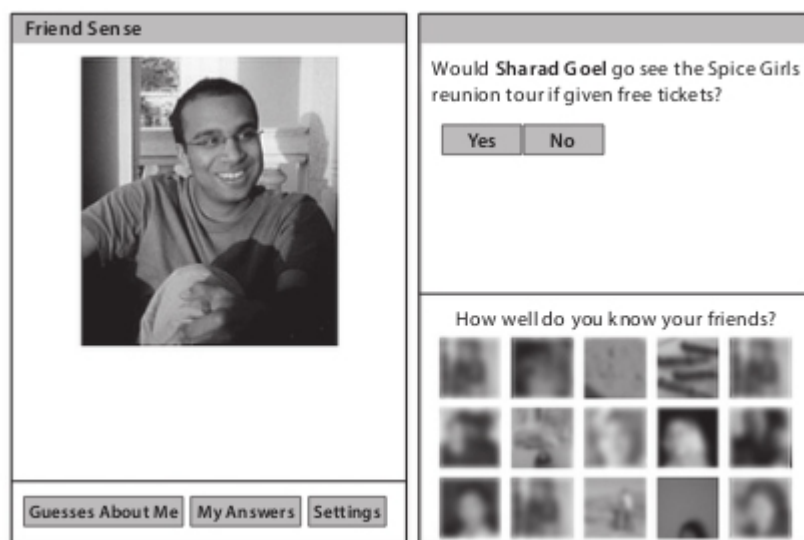 Friend Sense
Guesses About Me
My Answers
Settings
Would Sharad Goel go see the Spice Girls
reunion tour if given free tickets?
Yes
No
How well do you know your friends?